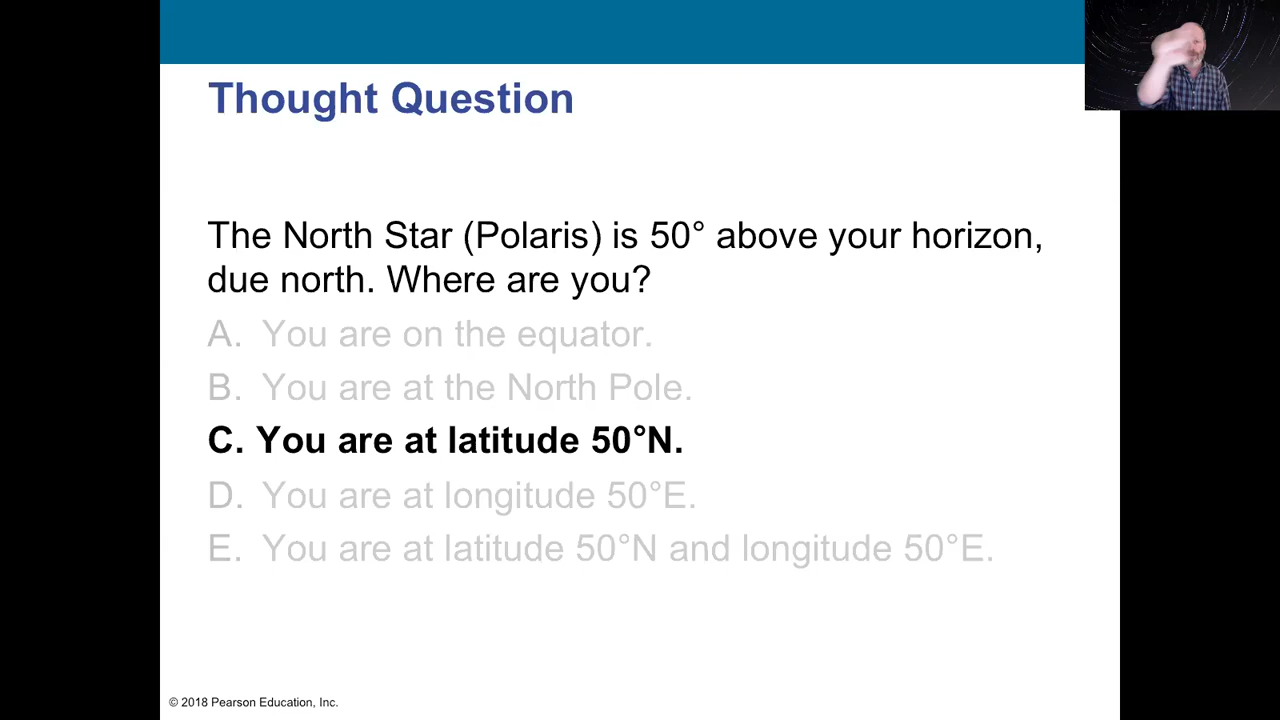 Thought Question
The North Star (Polaris) is 50° above your horizon,
due north. Where are you?
A. You are on the equator.
B. You are at the North Pole.
C. You are at latitude 50°N.
D. You are at longitude 50°E.
E. You are at latitude 50°N and longitude 50°E.
© 2018 Pearson Education, Inc.